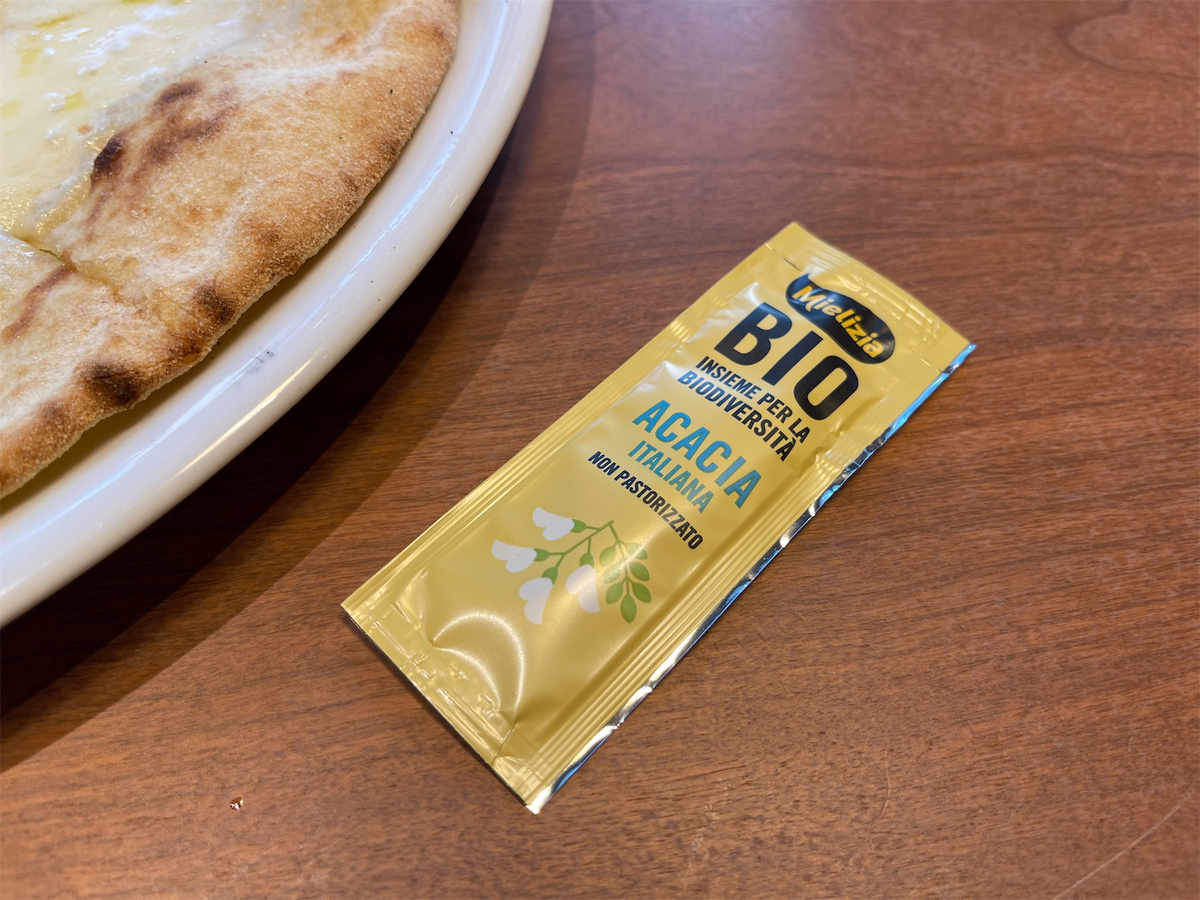 Mielizia
BIO
INSIEME PER LA
BIODIVERSITÀ
ACACIA
ITALIANA
NON PASTORIZZATO